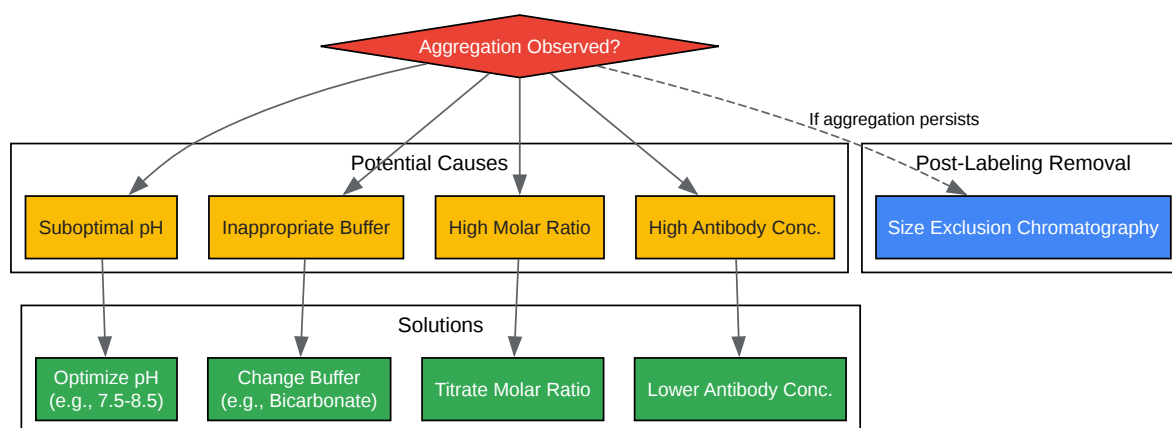 Aggregation Observed?
If aggregation persists
Potential Causes
Post-Labeling Removal
Suboptimal pH
Inappropriate Buffer
High Molar Ratio
High Antibody Conc.
Size Exclusion Chromatography
Solutions
Optimize pH
(e.g., 7.5-8.5)
Change Buffer
(e.g., Bicarbonate)
Titrate Molar Ratio
Lower Antibody Conc.